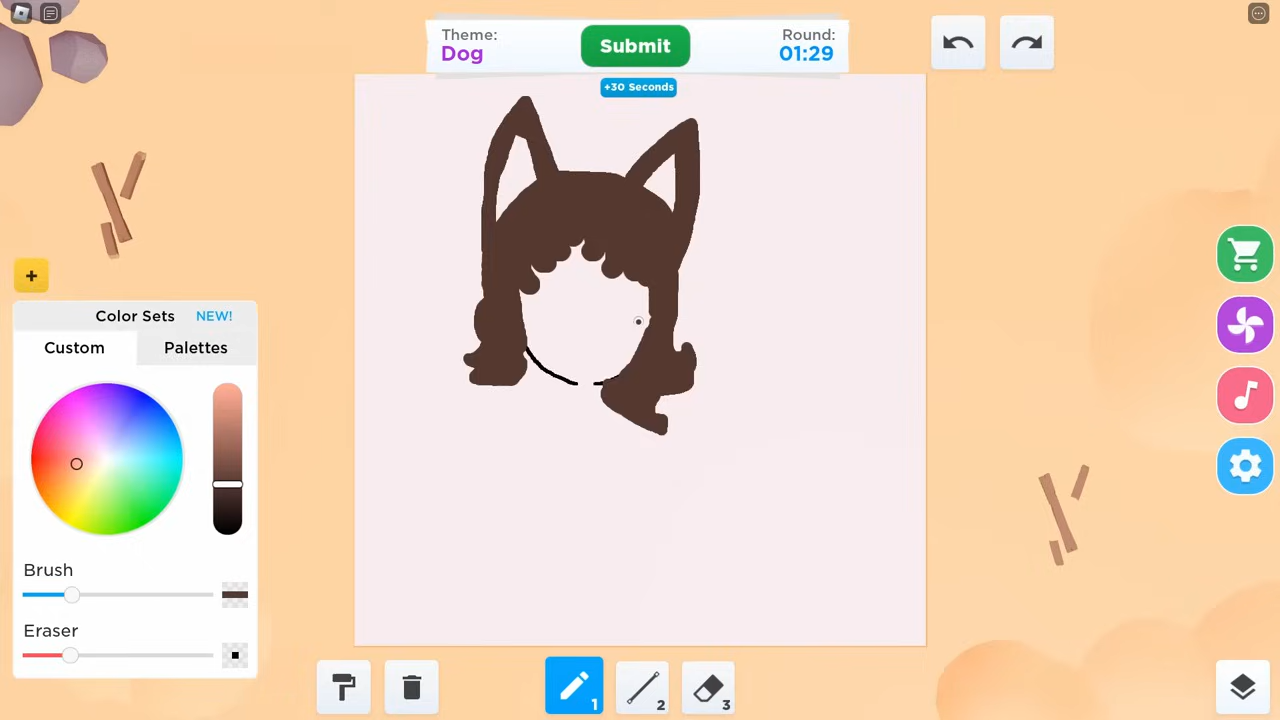 Theme:
Dog
Submit
Round:
01:29
+30 Seconds
+
Color Sets NEW!
Custom Palettes
Brush
Eraser
1
2
3